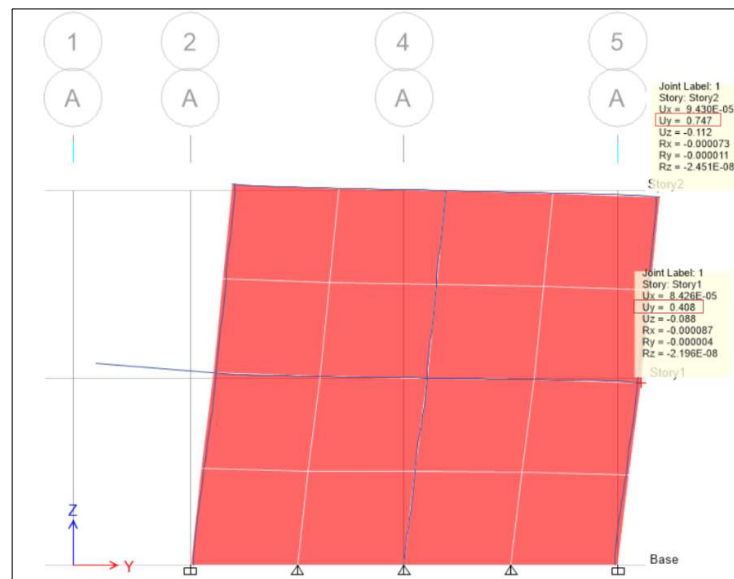 1
2
4
5
A
A
A
A
Joint Label: 1
Story: Story2
Ux = 9.430E-05
Uy = 0.747
Uz = -0.112
Rx = -0.000073
Ry = -0.000011
Rz = -2.451E-08
Story2
Joint Label: 1
Story: Story1
Ux = 8.426E-05
Uy = 0.408
Uz = -0.088
Rx = -0.000087
Ry = -0.000004
Rz = -2.196E-08
Story1
Z
Y
Base